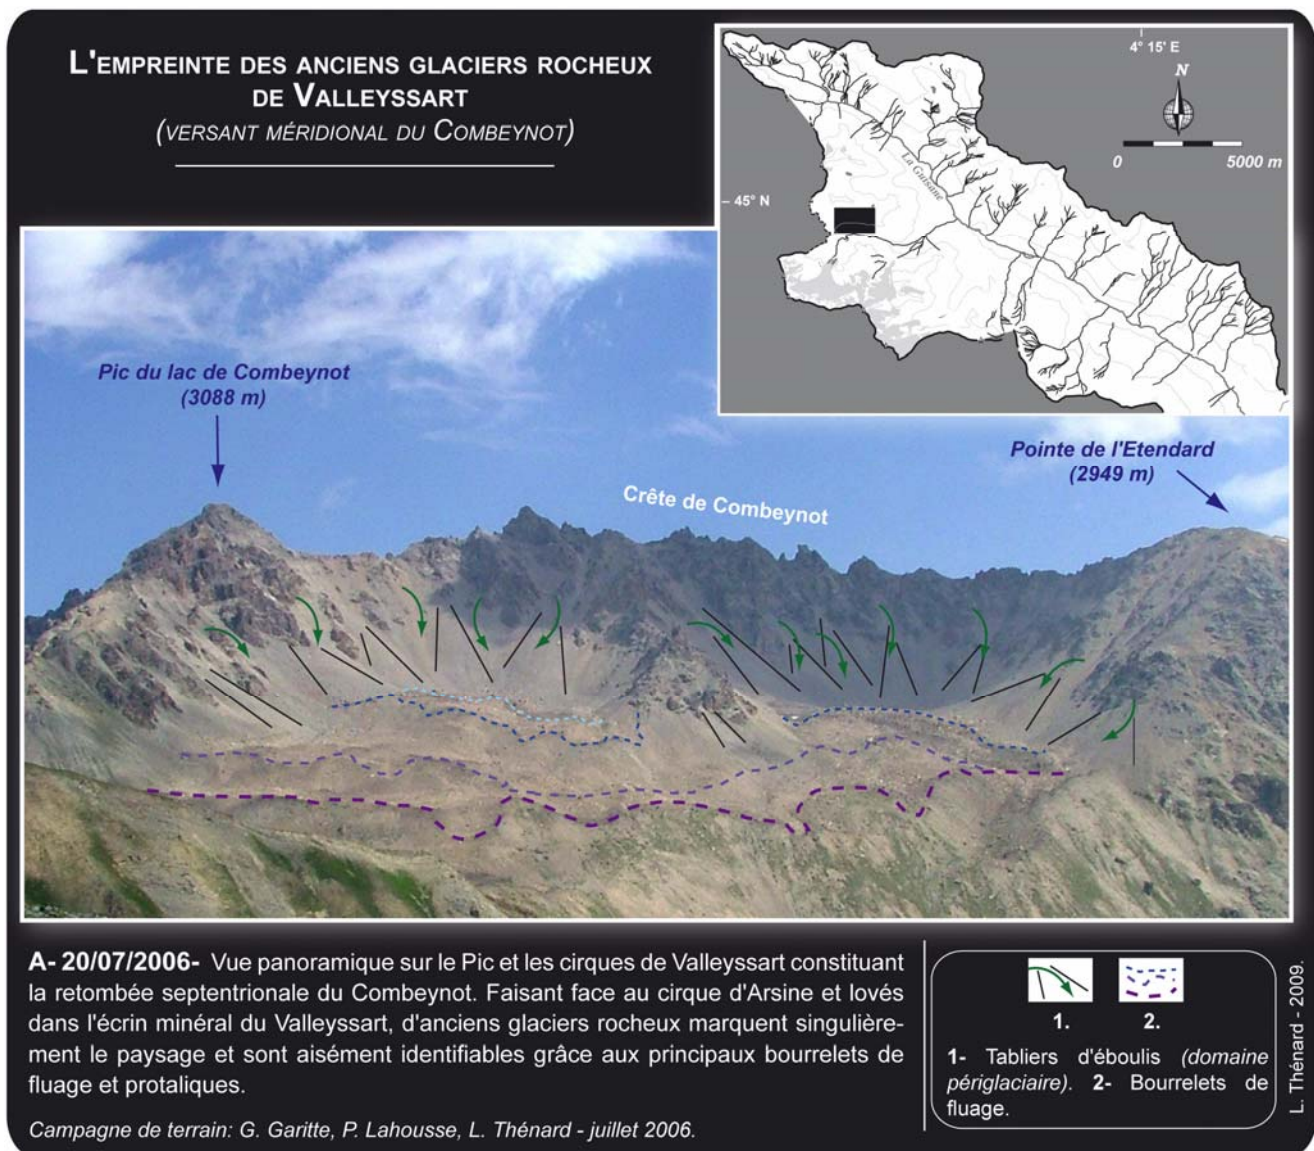 L'EMPREINTE DES ANCIENS GLACIERS ROCHEUX
DE VALLEYSSART
(VERSANT MÉRIDIONAL DU COMBEYNOT)
4° 15' E
N
0 5000 m
45° N
La Guisane
Pic du lac de Combeynot
(3088 m)
Crête de Combeynot
Pointe de l'Etendard
(2949 m)
A- 20/07/2006- Vue panoramique sur le Pic et les cirques de Valleyssart constituant
la retombée septentrionale du Combeynot. Faisant face au cirque d'Arsine et lovés
dans l'écrin minéral du Valleyssart, d'anciens glaciers rocheux marquent singulière-
ment le paysage et sont aisément identifiables grâce aux principaux bourrelets de
fluage et protaliques.
Campagne de terrain: G. Garitte, P. Lahousse, L. Thénard - juillet 2006.
1. 2.
1- Tabliers d'éboulis (domaine
périglaciaire). 2- Bourrelets de
fluage.
L. Thénard - 2009.